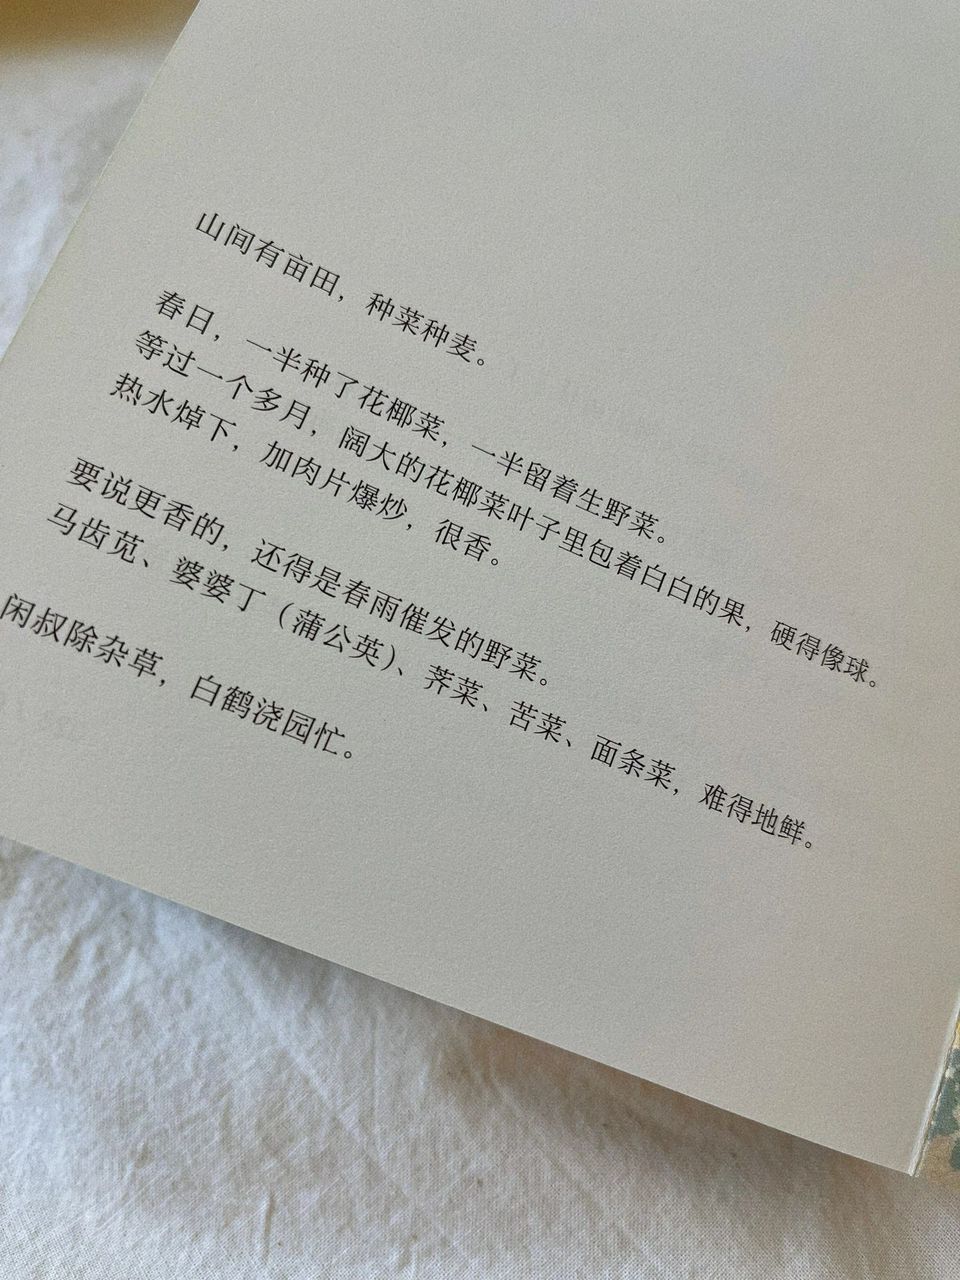 山间有亩田，种菜种麦。
春日，一半种了花椰菜，一半留着生野菜。
等过一个多月，阔大的花椰菜叶子里包着白白的果，硬得像球。
热水焯下，加肉片爆炒，很香。
要说更香的，还得是春雨催发的野菜。
马齿苋、婆婆丁（蒲公英）、荠菜、苦菜、面条菜，难得地鲜。
闲叔除杂草，白鹤浇园忙。